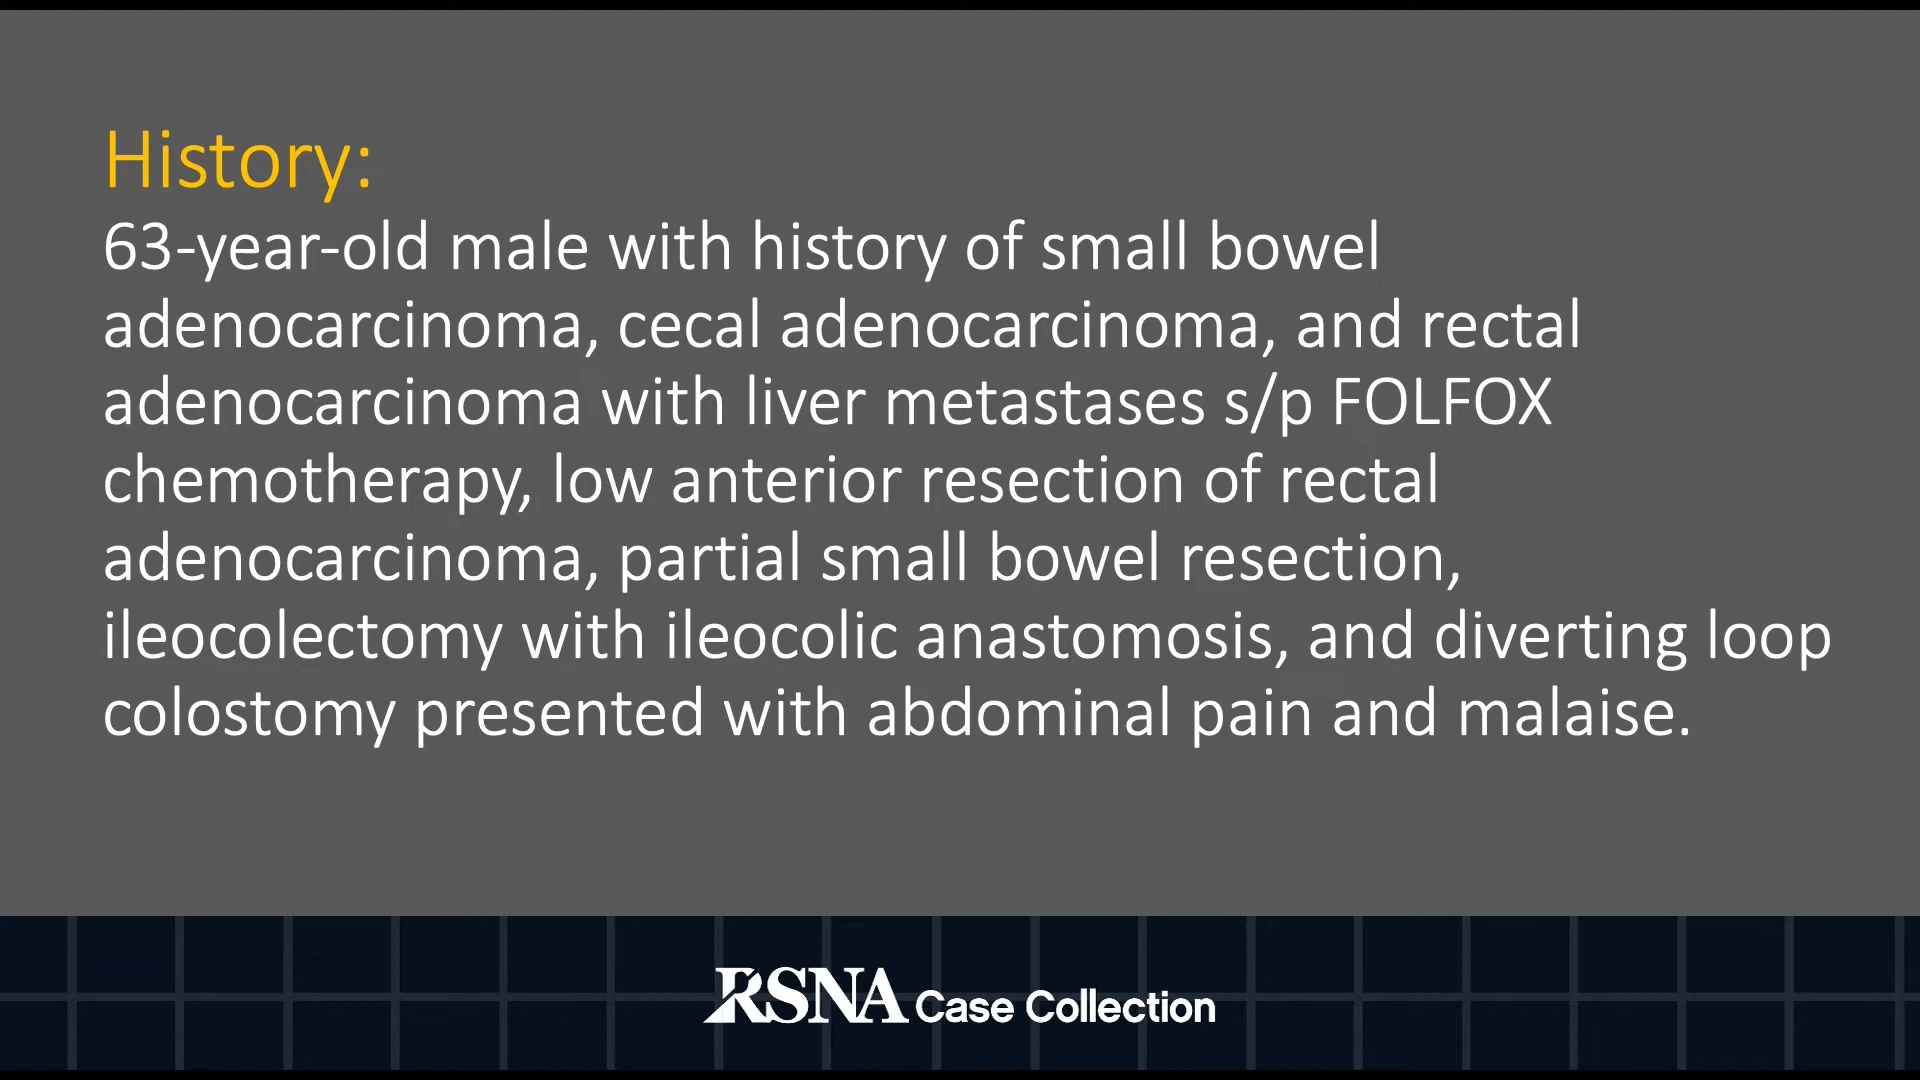 History:
63-year-old male with history of small bowel
adenocarcinoma, cecal adenocarcinoma, and rectal
adenocarcinoma with liver metastases s/p FOLFOX
chemotherapy, low anterior resection of rectal
adenocarcinoma, partial small bowel resection,
ileocolectomy with ileocolic anastomosis, and diverting loop
colostomy presented with abdominal pain and malaise.
RSNA Case Collection